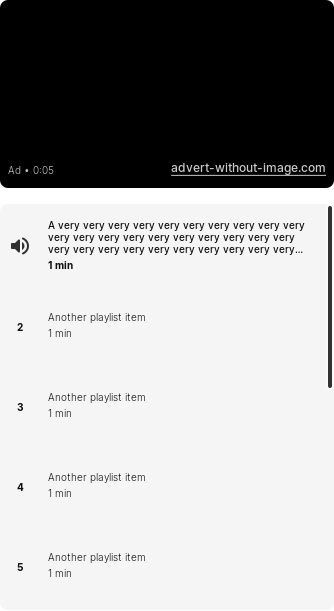 Ad • 0:05
advert-without-image.com
A very very very very very very very very very very
very very very very very very very very very very
very very very very very very very very very very...
1 min
2
Another playlist item
1 min
3
Another playlist item
1 min
4
Another playlist item
1 min
5
Another playlist item
1 min